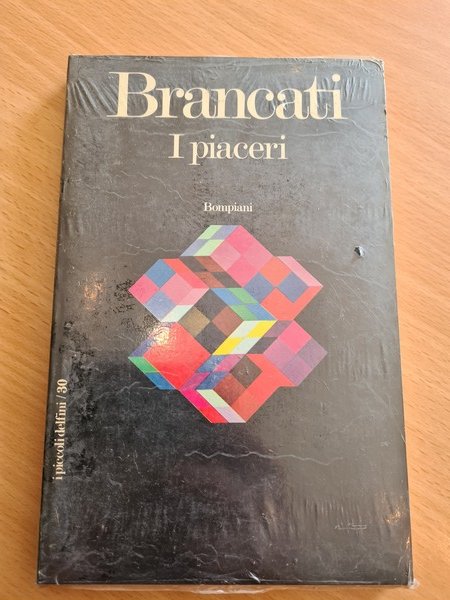 Brancati
I piaceri
Bompiani
i piccoli delfini / 30